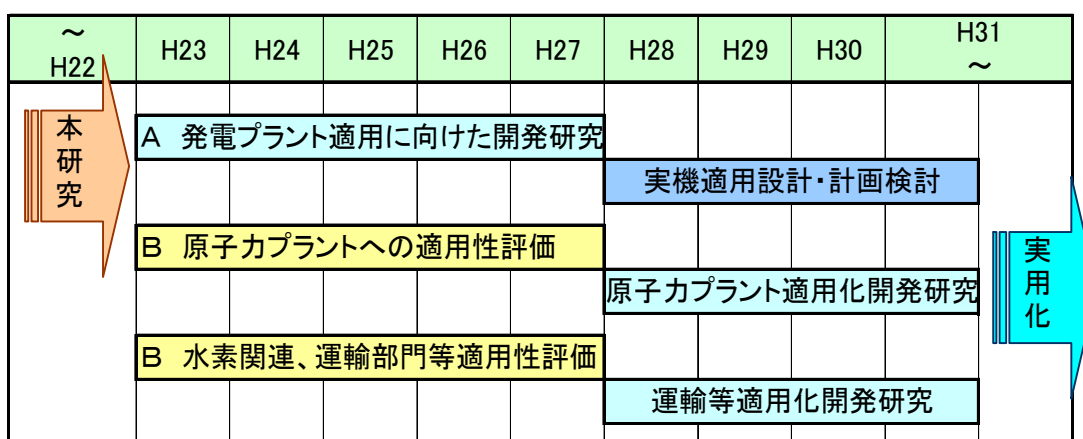 ～
H22
H23
H24
H25
H26
H27
H28
H29
H30
H31
～
本研究
A 発電プラント適用に向けた開発研究
実機適用設計・計画検討
B 原子力プラントへの適用性評価
原子力プラント適用化開発研究
実用化
B 水素関連、運輸部門等適用性評価
運輸等適用化開発研究